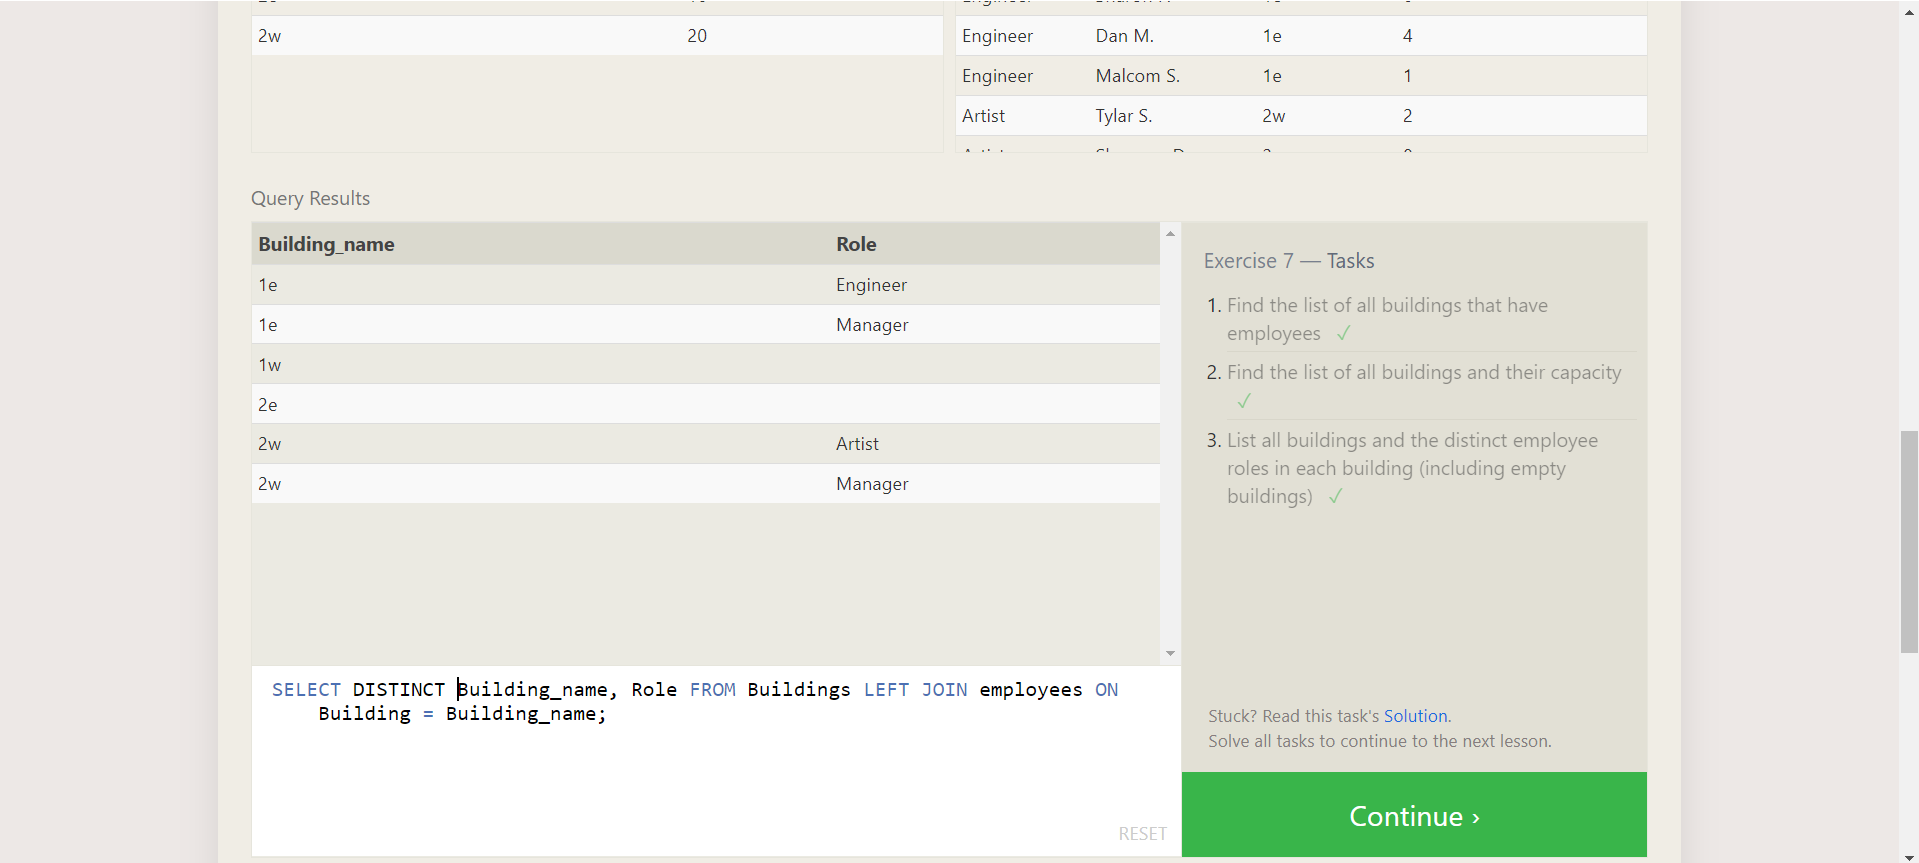 2w 20
Engineer Dan M. 1e 4
Engineer Malcom S. 1e 1
Artist Tylar S. 2w 2
Query Results
Building_name Role
1e Engineer
1e Manager
1w
2e
2w Artist
2w Manager
SELECT DISTINCT Building_name, Role FROM Buildings LEFT JOIN employees ON
Building = Building_name;
RESET
Exercise 7 — Tasks
1. Find the list of all buildings that have
employees ✓
2. Find the list of all buildings and their capacity
✓
3. List all buildings and the distinct employee
roles in each building (including empty
buildings) ✓
Stuck? Read this task's Solution.
Solve all tasks to continue to the next lesson.
Continue ›